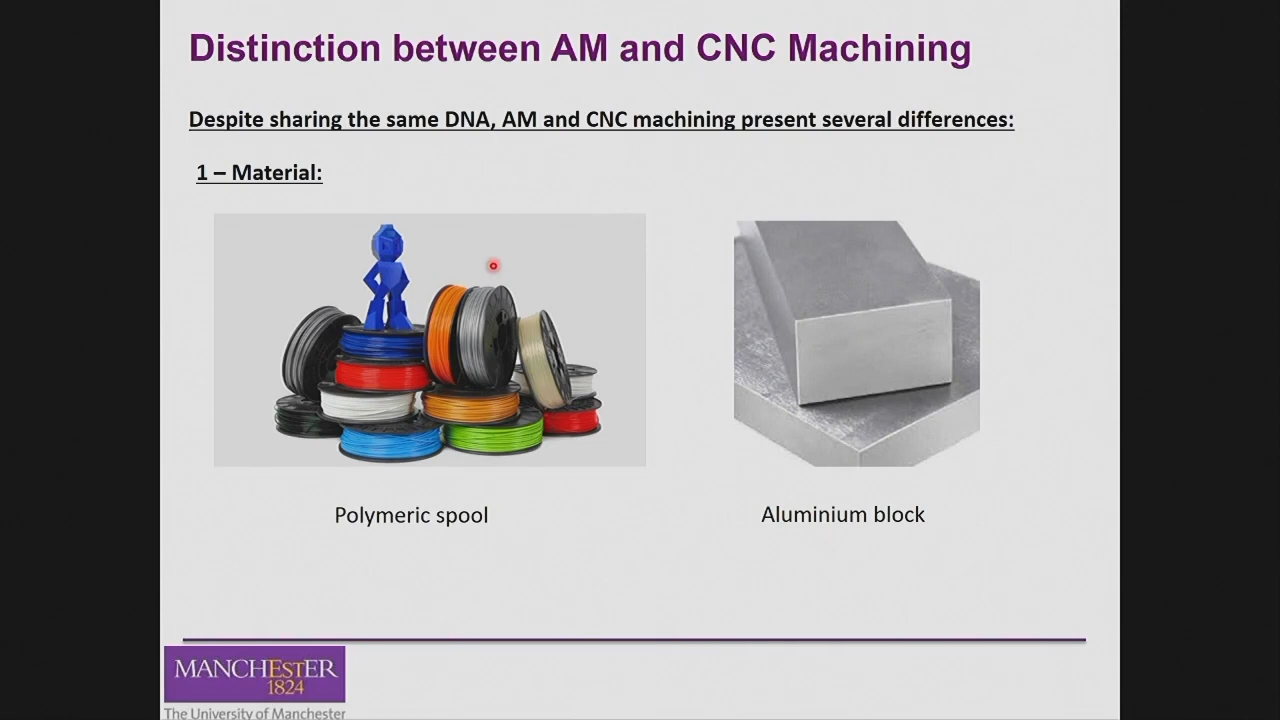 Distinction between AM and CNC Machining
Despite sharing the same DNA, AM and CNC machining present several differences:
1 – Material:
Polymeric spool
Aluminium block
MANCHESTER
1824
The University of Manchester